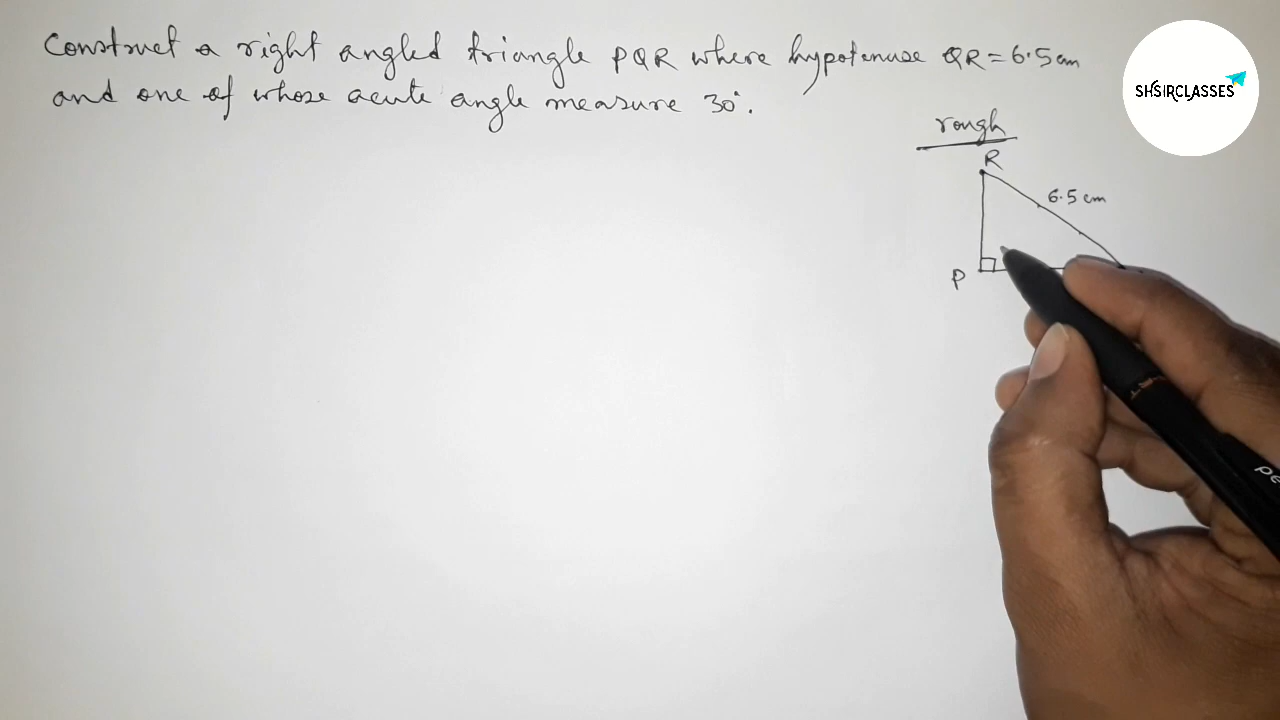 Construct a right angled triangle PQR where hypotenuse QR = 6.5 cm
and one of whose acute angle measure 30°.
SHSIRCLASSES
rough
R
6.5 cm
P